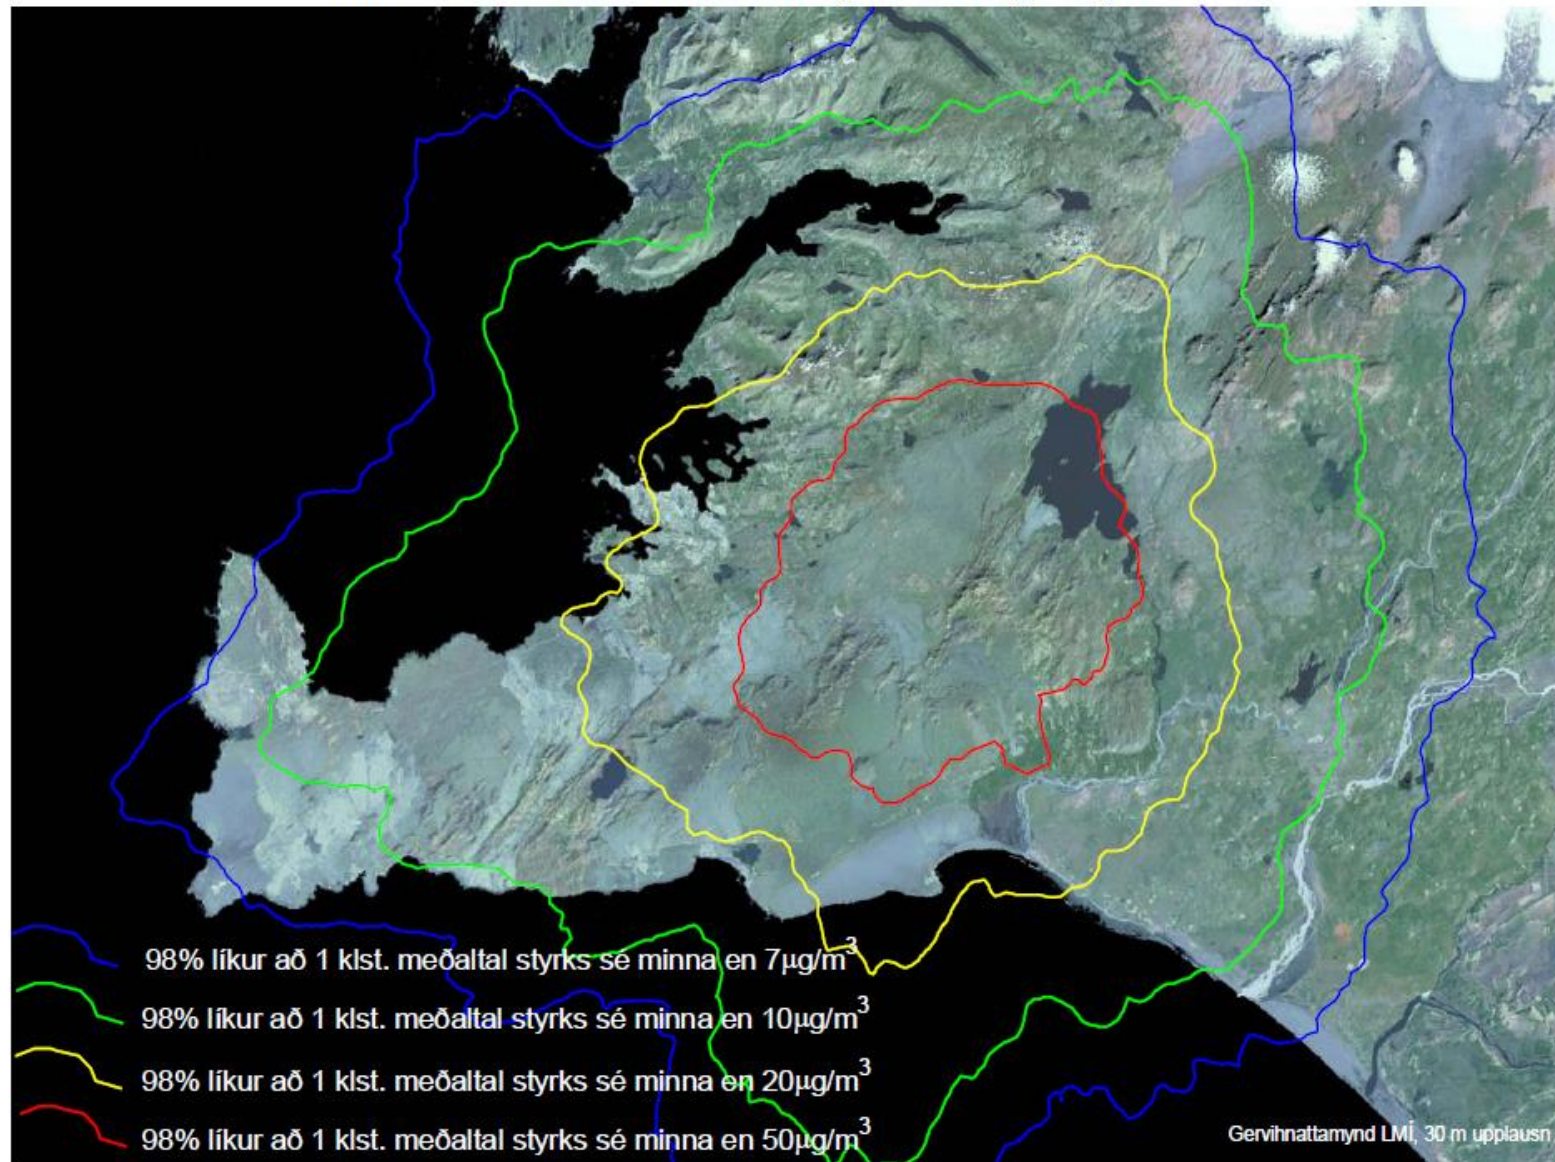 98% líkur að 1 klst. meðaltal styrks sé minna en 7µg/m³
98% líkur að 1 klst. meðaltal styrks sé minna en 10µg/m³
98% líkur að 1 klst. meðaltal styrks sé minna en 20µg/m³
98% líkur að 1 klst. meðaltal styrks sé minna en 50µg/m³
Gervihnattamynd LMÍ, 30 m upplausn